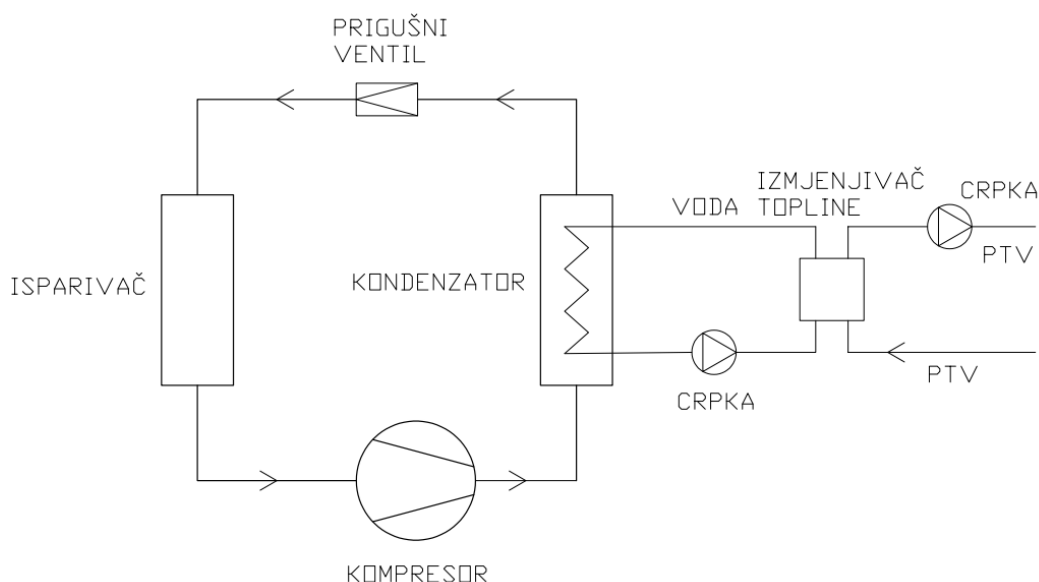 PRIGUŠNI
VENTIL
IZMJENJIVAČ
TOPLINE
CRPKA
VODA
PTV
ISPARIVAČ
KONDENZATOR
PTV
CRPKA
KOMPRESOR